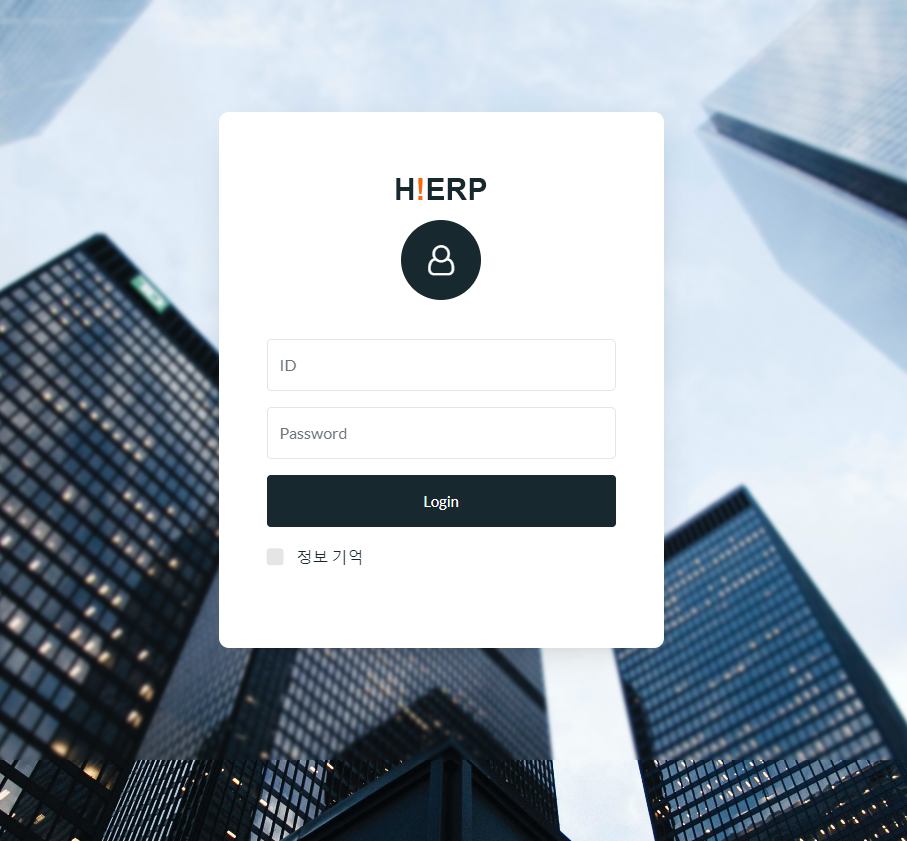 H!ERP
ID
Password
Login
정보 기억